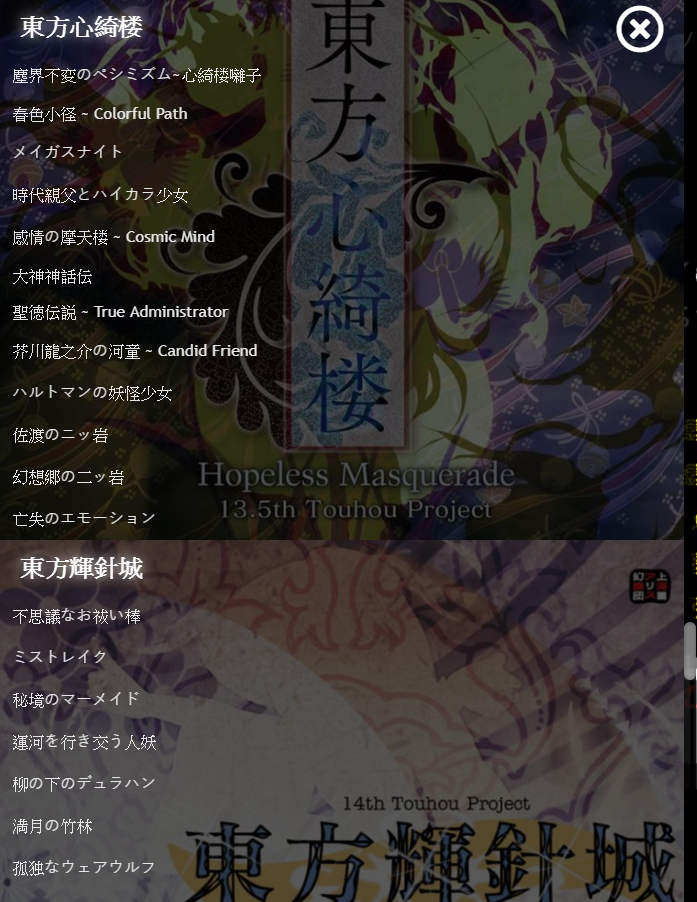 東方心綺楼
塵界不変のペシミズム~心綺楼囃子
春色小径 ~ Colorful Path
メイガスナイト
時代親父とハイカラ少女
感情の摩天楼 ~ Cosmic Mind
大神神話伝
聖徳伝説 ~ True Administrator
芥川龍之介の河童 ~ Candid Friend
ハルトマンの妖怪少女
佐渡のニッ岩
幻想郷の二ッ岩
亡失のエモーション
東方心綺楼
Hopeless Masquerade
13.5th Touhou Project
東方輝針城
不思議なお祓い棒
ミストレイク
秘境のマーメイド
運河を行き交う人妖
柳の下のデュラハン
満月の竹林
孤独なウェアウルフ
上海アリス幻樂団
14th Touhou Project
東方輝針城